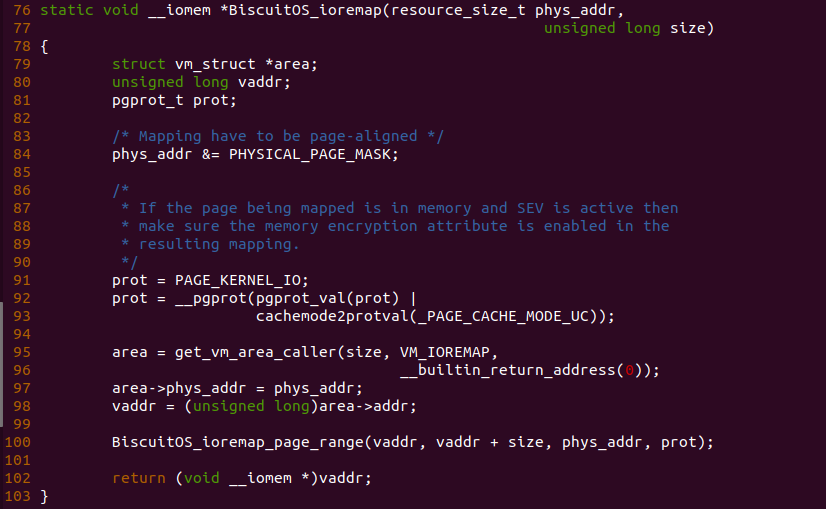 76 static void __iomem *BiscuitOS_ioremap(resource_size_t phys_addr,
77                                                         unsigned long size)
78 {
79         struct vm_struct *area;
80         unsigned long vaddr;
81         pgprot_t prot;
82
83         /* Mapping have to be page-aligned */
84         phys_addr &= PHYSICAL_PAGE_MASK;
85
86         /*
87          * If the page being mapped is in memory and SEV is active then
88          * make sure the memory encryption attribute is enabled in the
89          * resulting mapping.
90          */
91         prot = PAGE_KERNEL_IO;
92         prot = __pgprot(pgprot_val(prot) |
93                         cachemode2protval(_PAGE_CACHE_MODE_UC));
94
95         area = get_vm_area_caller(size, VM_IOREMAP,
96                                         __builtin_return_address(0));
97         area->phys_addr = phys_addr;
98         vaddr = (unsigned long)area->addr;
99
100         BiscuitOS_ioremap_page_range(vaddr, vaddr + size, phys_addr, prot);
101
102         return (void __iomem *)vaddr;
103 }